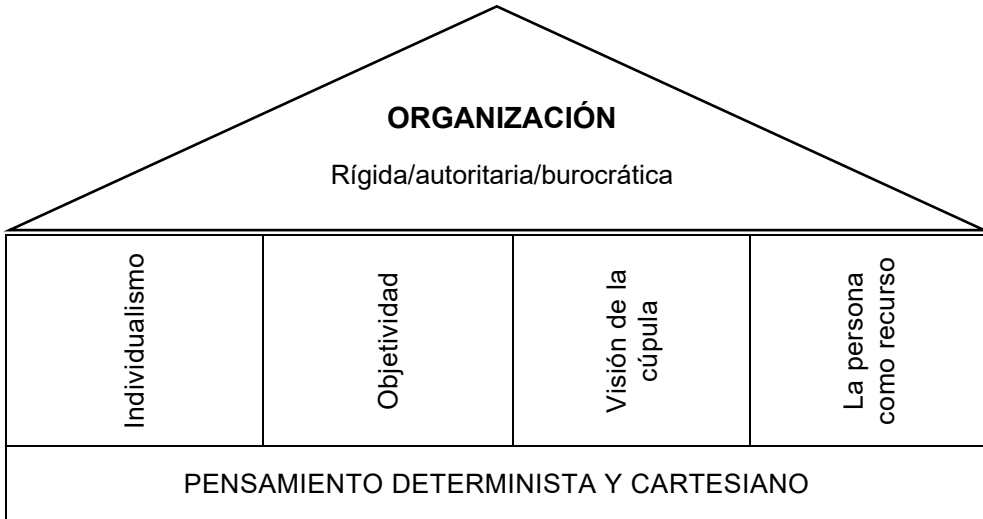 ORGANIZACIÓN
Rígida/autoritaria/burocrática
Individualismo
Objetividad
Visión de la
cúpula
La persona
como recurso
PENSAMIENTO DETERMINISTA Y CARTESIANO